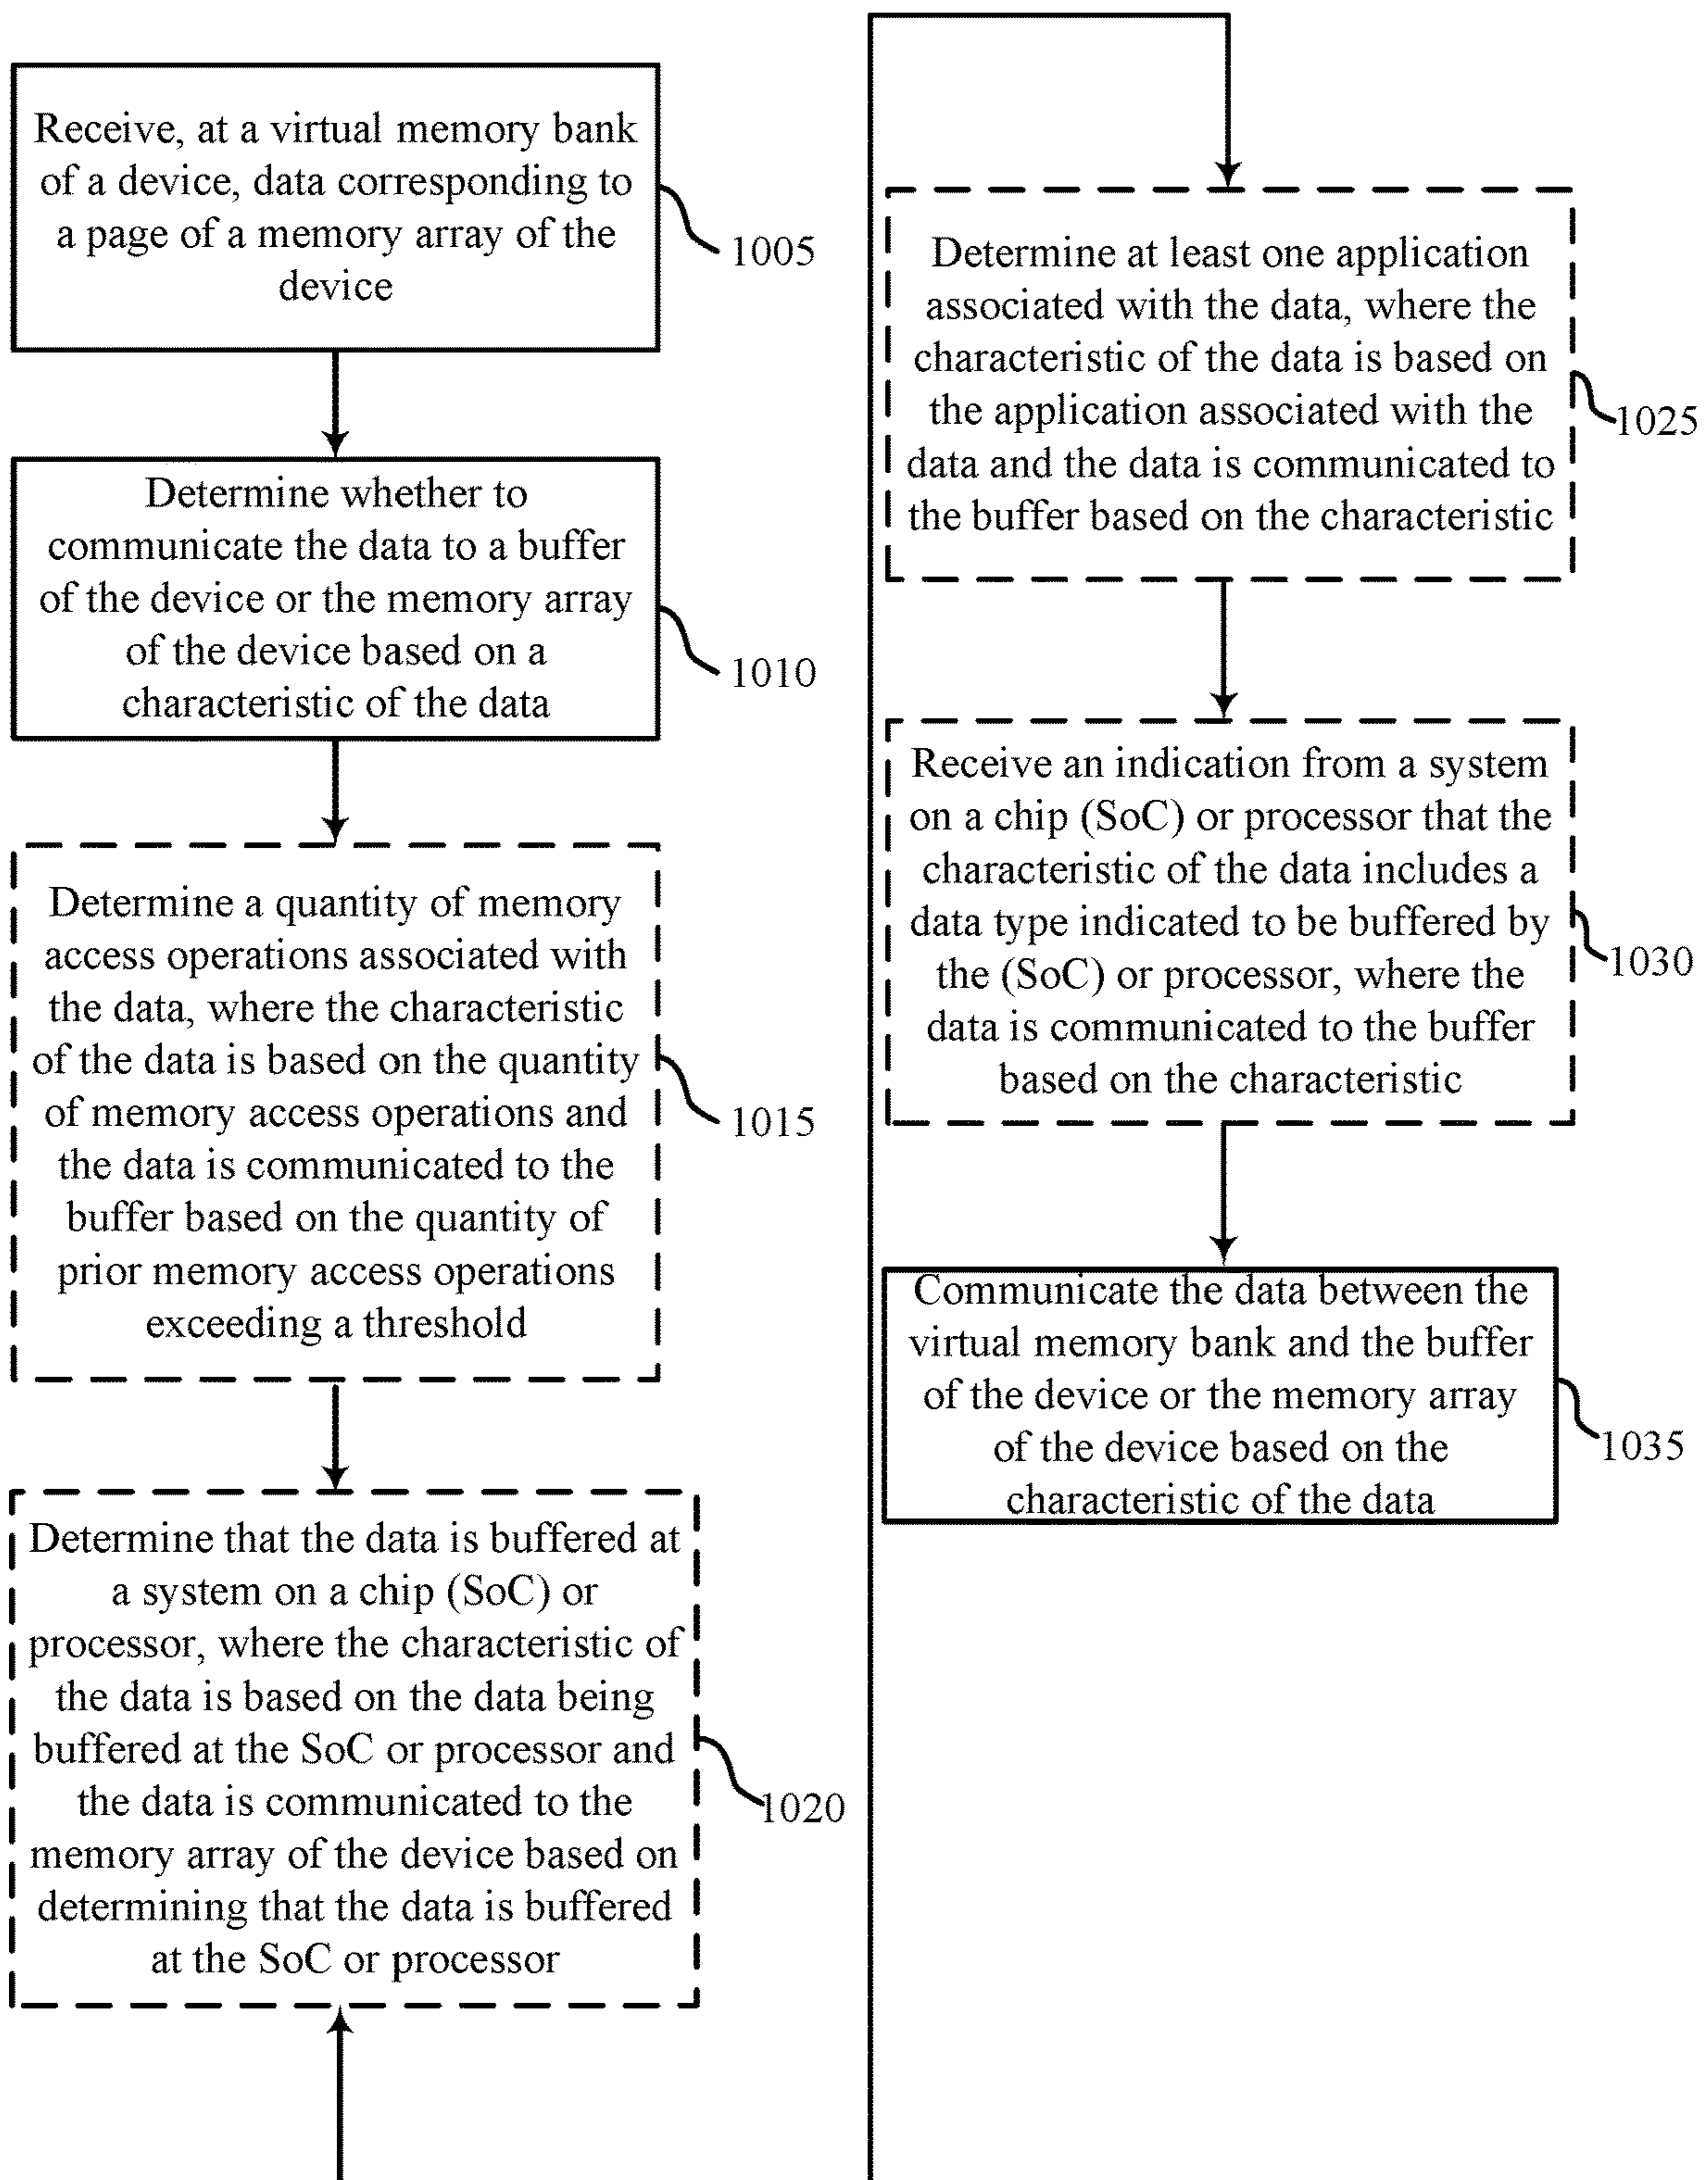 Receive, at a virtual memory bank
of a device, data corresponding to
a page of a memory array of the
device
1005
Determine whether to
communicate the data to a buffer
of the device or the memory array
of the device based on a
characteristic of the data
1010
Determine a quantity of memory
access operations associated with
the data, where the characteristic
of the data is based on the quantity
of memory access operations and
the data is communicated to the
buffer based on the quantity of
prior memory access operations
exceeding a threshold
1015
Determine that the data is buffered at
a system on a chip (SoC) or
processor, where the characteristic of
the data is based on the data being
buffered at the SoC or processor and
the data is communicated to the
memory array of the device based on
determining that the data is buffered
at the SoC or processor
1020
Determine at least one application
associated with the data, where the
characteristic of the data is based on
the application associated with the
data and the data is communicated to
the buffer based on the characteristic
1025
Receive an indication from a system
on a chip (SoC) or processor that the
characteristic of the data includes a
data type indicated to be buffered by
the (SoC) or processor, where the
data is communicated to the buffer
based on the characteristic
1030
Communicate the data between the
virtual memory bank and the buffer
of the device or the memory array
of the device based on the
characteristic of the data
1035